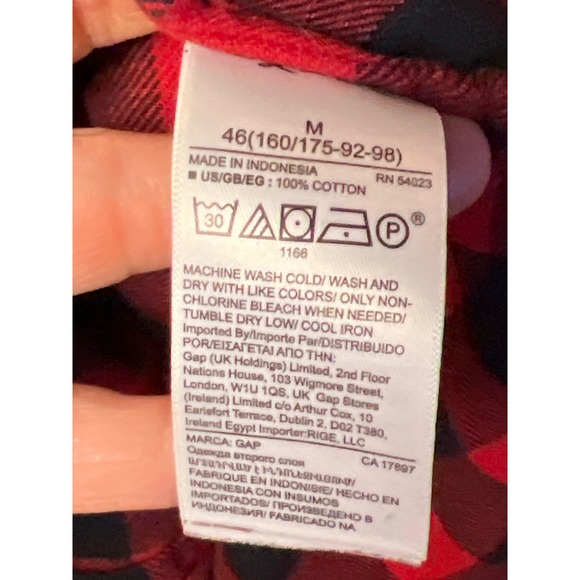 M
46(160/175-92-98)
MADE IN INDONESIA RN 54023
■ US/GB/EG : 100% COTTON
30 P ®
1166
MACHINE WASH COLD/ WASH AND
DRY WITH LIKE COLORS/ ONLY NON-
CHLORINE BLEACH WHEN NEEDED/
TUMBLE DRY LOW/ COOL IRON
Imported By/Importe Par/DISTRIBUIDO
POR/ΕΙΣΑΓΕΤΑΙ ΑΠΟ ΤΗΝ:
Gap (UK Holdings) Limited, 2nd Floor
Nations House, 103 Wigmore Street,
London, W1U 1QS, UK Gap Stores
(Ireland) Limited c/o Arthur Cox, 10
Earlsfort Terrace, Dublin 2, D02 T380,
Ireland Egypt Importer:RIGE, LLC
MARCA: GAP CA 17897
Одежда второго слоя
FABRIQUE EN INDONISIE/ HECHO EN
INDONESIA CON INSUMOS
IMPORTADOS/ ПРОИЗВЕДЕНО В
ИНДОНЕЗИИ/ FABRICADO NA